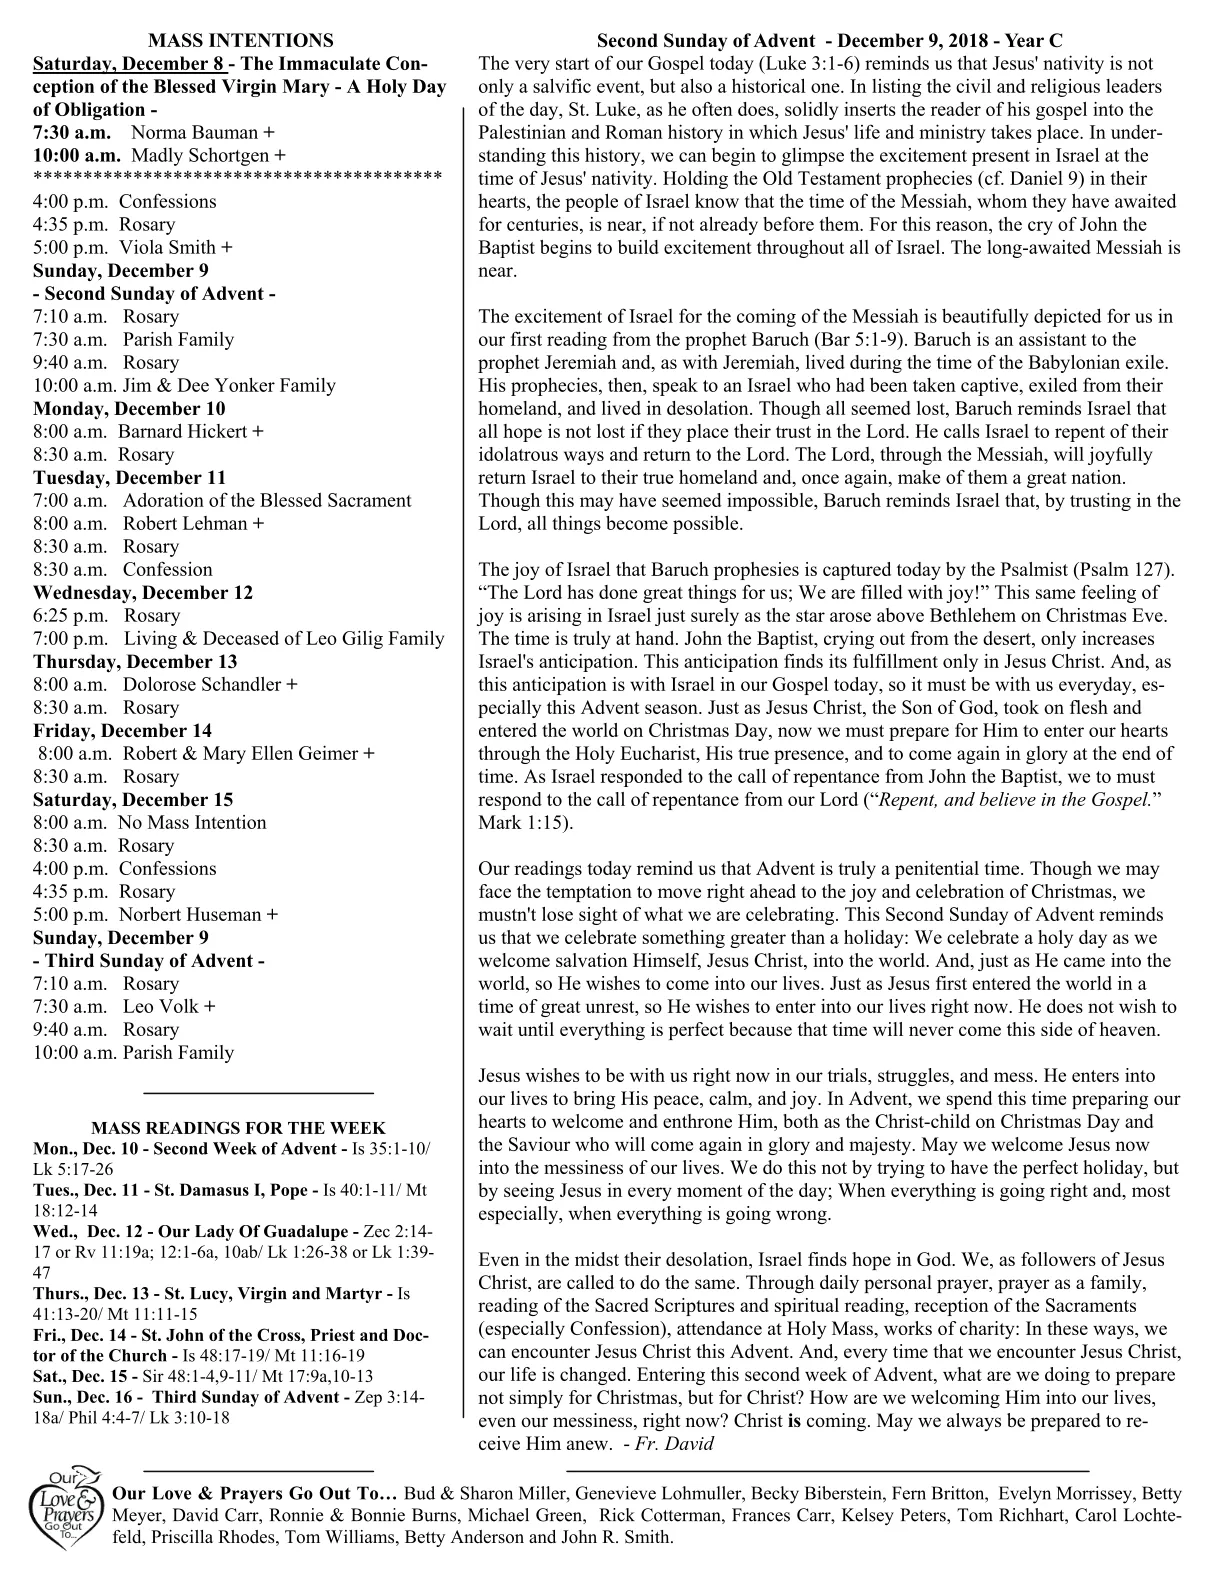 MASS INTENTIONS
Saturday, December 8 - The Immaculate Con-
ception of the Blessed Virgin Mary - A Holy Day
of Obligation -
7:30 a.m. Norma Bauman +
10:00 a.m. Madly Schortgen +
*****************************************
4:00 p.m. Confessions
4:35 p.m. Rosary
5:00 p.m. Viola Smith +
Sunday, December 9
- Second Sunday of Advent -
7:10 a.m. Rosary
7:30 a.m. Parish Family
9:40 a.m. Rosary
10:00 a.m. Jim & Dee Yonker Family
Monday, December 10
8:00 a.m. Barnard Hickert +
8:30 a.m. Rosary
Tuesday, December 11
7:00 a.m. Adoration of the Blessed Sacrament
8:00 a.m. Robert Lehman +
8:30 a.m. Rosary
8:30 a.m. Confession
Wednesday, December 12
6:25 p.m. Rosary
7:00 p.m. Living & Deceased of Leo Gilig Family
Thursday, December 13
8:00 a.m. Dolorose Schandler +
8:30 a.m. Rosary
Friday, December 14
8:00 a.m. Robert & Mary Ellen Geimer +
8:30 a.m. Rosary
Saturday, December 15
8:00 a.m. No Mass Intention
8:30 a.m. Rosary
4:00 p.m. Confessions
4:35 p.m. Rosary
5:00 p.m. Norbert Huseman +
Sunday, December 9
- Third Sunday of Advent -
7:10 a.m. Rosary
7:30 a.m. Leo Volk +
9:40 a.m. Rosary
10:00 a.m. Parish Family
MASS READINGS FOR THE WEEK
Mon., Dec. 10 - Second Week of Advent - Is 35:1-10/
Lk 5:17-26
Tues., Dec. 11 - St. Damasus I, Pope - Is 40:1-11/ Mt
18:12-14
Wed., Dec. 12 - Our Lady Of Guadalupe - Zec 2:14-
17 or Rv 11:19a; 12:1-6a, 10ab/ Lk 1:26-38 or Lk 1:39-
47
Thurs., Dec. 13 - St. Lucy, Virgin and Martyr - Is
41:13-20/ Mt 11:11-15
Fri., Dec. 14 - St. John of the Cross, Priest and Doc-
tor of the Church - Is 48:17-19/ Mt 11:16-19
Sat., Dec. 15 - Sir 48:1-4,9-11/ Mt 17:9a,10-13
Sun., Dec. 16 - Third Sunday of Advent - Zep 3:14-
18a/ Phil 4:4-7/ Lk 3:10-18
Second Sunday of Advent - December 9, 2018 - Year C
The very start of our Gospel today (Luke 3:1-6) reminds us that Jesus' nativity is not
only a salvific event, but also a historical one. In listing the civil and religious leaders
of the day, St. Luke, as he often does, solidly inserts the reader of his gospel into the
Palestinian and Roman history in which Jesus' life and ministry takes place. In under-
standing this history, we can begin to glimpse the excitement present in Israel at the
time of Jesus' nativity. Holding the Old Testament prophecies (cf. Daniel 9) in their
hearts, the people of Israel know that the time of the Messiah, whom they have awaited
for centuries, is near, if not already before them. For this reason, the cry of John the
Baptist begins to build excitement throughout all of Israel. The long-awaited Messiah is
near.
The excitement of Israel for the coming of the Messiah is beautifully depicted for us in
our first reading from the prophet Baruch (Bar 5:1-9). Baruch is an assistant to the
prophet Jeremiah and, as with Jeremiah, lived during the time of the Babylonian exile.
His prophecies, then, speak to an Israel who had been taken captive, exiled from their
homeland, and lived in desolation. Though all seemed lost, Baruch reminds Israel that
all hope is not lost if they place their trust in the Lord. He calls Israel to repent of their
idolatrous ways and return to the Lord. The Lord, through the Messiah, will joyfully
return Israel to their true homeland and, once again, make of them a great nation.
Though this may have seemed impossible, Baruch reminds Israel that, by trusting in the
Lord, all things become possible.
The joy of Israel that Baruch prophesies is captured today by the Psalmist (Psalm 127).
“The Lord has done great things for us; We are filled with joy!” This same feeling of
joy is arising in Israel just surely as the star arose above Bethlehem on Christmas Eve.
The time is truly at hand. John the Baptist, crying out from the desert, only increases
Israel's anticipation. This anticipation finds its fulfillment only in Jesus Christ. And, as
this anticipation is with Israel in our Gospel today, so it must be with us everyday, es-
pecially this Advent season. Just as Jesus Christ, the Son of God, took on flesh and
entered the world on Christmas Day, now we must prepare for Him to enter our hearts
through the Holy Eucharist, His true presence, and to come again in glory at the end of
time. As Israel responded to the call of repentance from John the Baptist, we to must
respond to the call of repentance from our Lord (“Repent, and believe in the Gospel.”
Mark 1:15).
Our readings today remind us that Advent is truly a penitential time. Though we may
face the temptation to move right ahead to the joy and celebration of Christmas, we
mustn't lose sight of what we are celebrating. This Second Sunday of Advent reminds
us that we celebrate something greater than a holiday: We celebrate a holy day as we
welcome salvation Himself, Jesus Christ, into the world. And, just as He came into the
world, so He wishes to come into our lives. Just as Jesus first entered the world in a
time of great unrest, so He wishes to enter into our lives right now. He does not wish to
wait until everything is perfect because that time will never come this side of heaven.
Jesus wishes to be with us right now in our trials, struggles, and mess. He enters into
our lives to bring His peace, calm, and joy. In Advent, we spend this time preparing our
hearts to welcome and enthrone Him, both as the Christ-child on Christmas Day and
the Saviour who will come again in glory and majesty. May we welcome Jesus now
into the messiness of our lives. We do this not by trying to have the perfect holiday, but
by seeing Jesus in every moment of the day; When everything is going right and, most
especially, when everything is going wrong.
Even in the midst their desolation, Israel finds hope in God. We, as followers of Jesus
Christ, are called to do the same. Through daily personal prayer, prayer as a family,
reading of the Sacred Scriptures and spiritual reading, reception of the Sacraments
(especially Confession), attendance at Holy Mass, works of charity: In these ways, we
can encounter Jesus Christ this Advent. And, every time that we encounter Jesus Christ,
our life is changed. Entering this second week of Advent, what are we doing to prepare
not simply for Christmas, but for Christ? How are we welcoming Him into our lives,
even our messiness, right now? Christ is coming. May we always be prepared to re-
ceive Him anew. - Fr. David
Our
Love &
Prayers
Go Out
To...
Our Love & Prayers Go Out To… Bud & Sharon Miller, Genevieve Lohmuller, Becky Biberstein, Fern Britton, Evelyn Morrissey, Betty
Meyer, David Carr, Ronnie & Bonnie Burns, Michael Green, Rick Cotterman, Frances Carr, Kelsey Peters, Tom Richhart, Carol Lochte-
feld, Priscilla Rhodes, Tom Williams, Betty Anderson and John R. Smith.